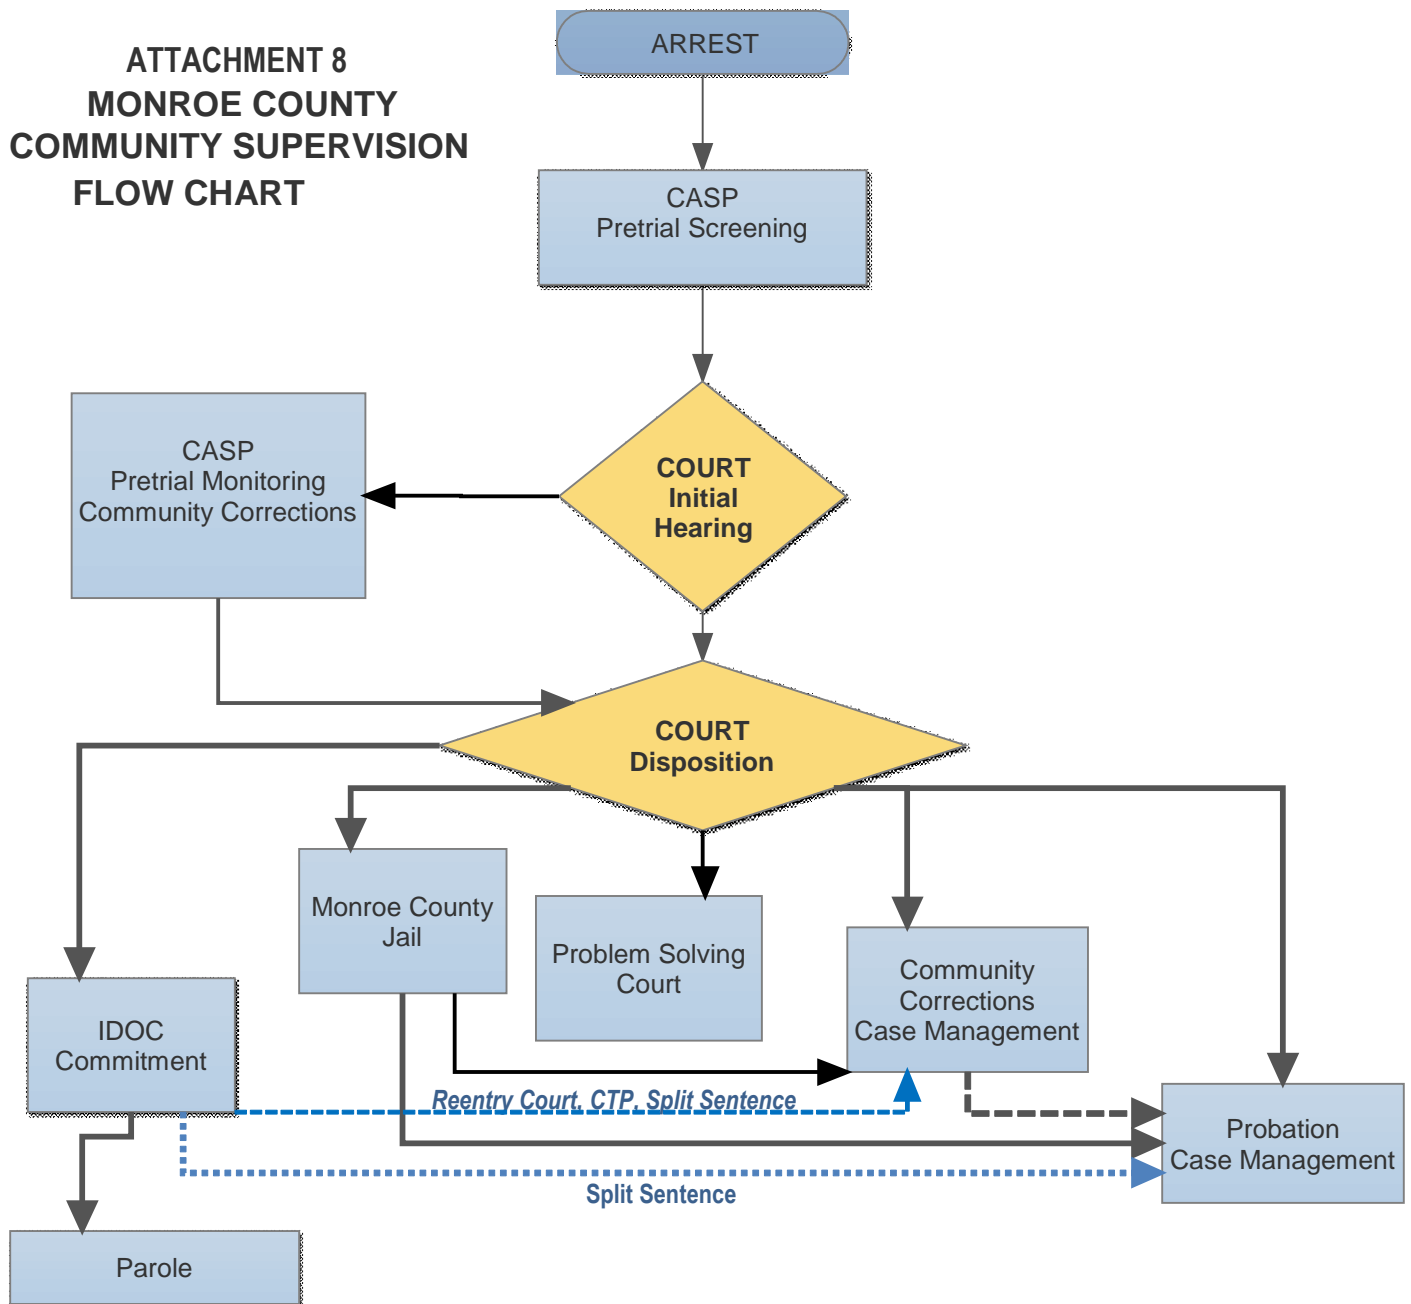 ARREST
ATTACHMENT 8
MONROE COUNTY
COMMUNITY SUPERVISION
FLOW CHART
CASP
Pretrial Screening
CASP
Pretrial Monitoring
Community Corrections
COURT
Initial
Hearing
COURT
Disposition
Monroe County
Jail
Problem Solving
Court
Community
Corrections
Case Management
IDOC
Commitment
Reentry Court, CTP, Split Sentence
Probation
Case Management
Split Sentence
Parole